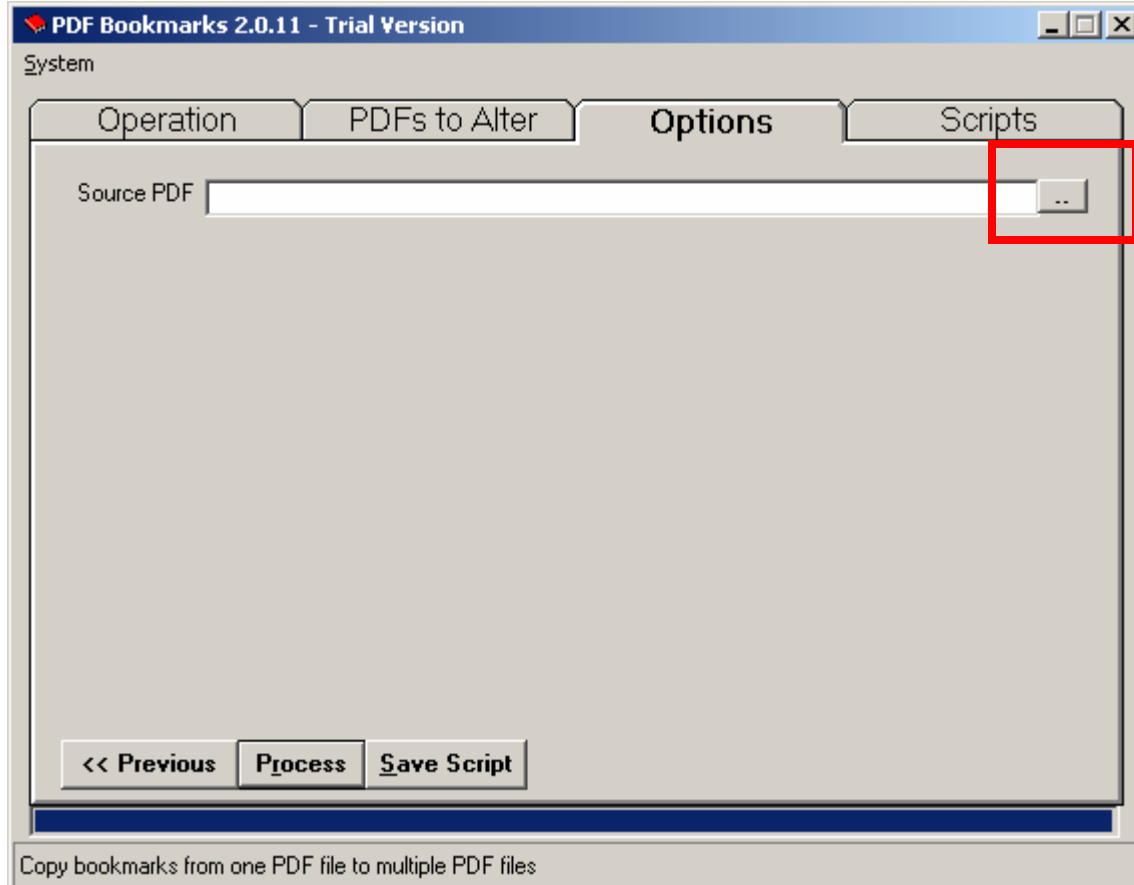 PDF Bookmarks 2.0.11 - Trial Version
System
Operation PDFs to Alter Options Scripts
Source PDF ..
<< Previous Process Save Script
Copy bookmarks from one PDF file to multiple PDF files